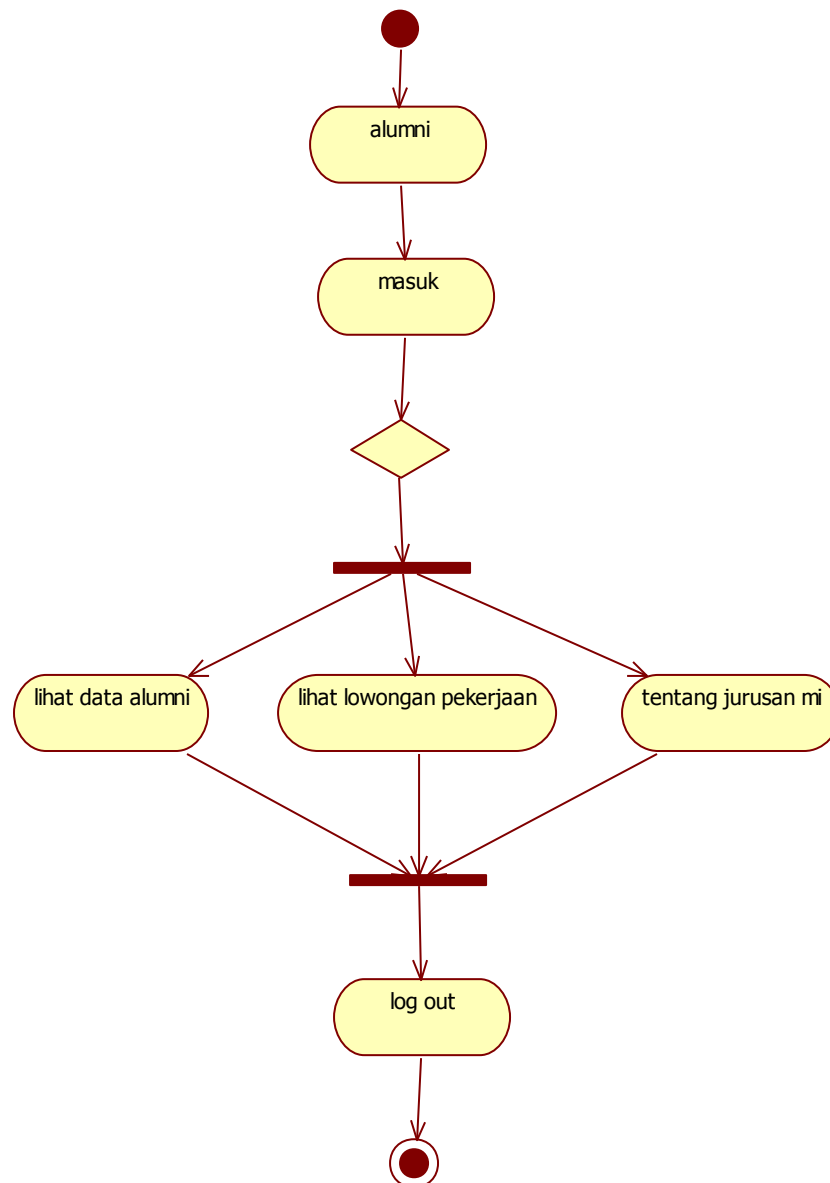 alumni
masuk
lihat data alumni
lihat lowongan pekerjaan
tentang jurusan mi
log out